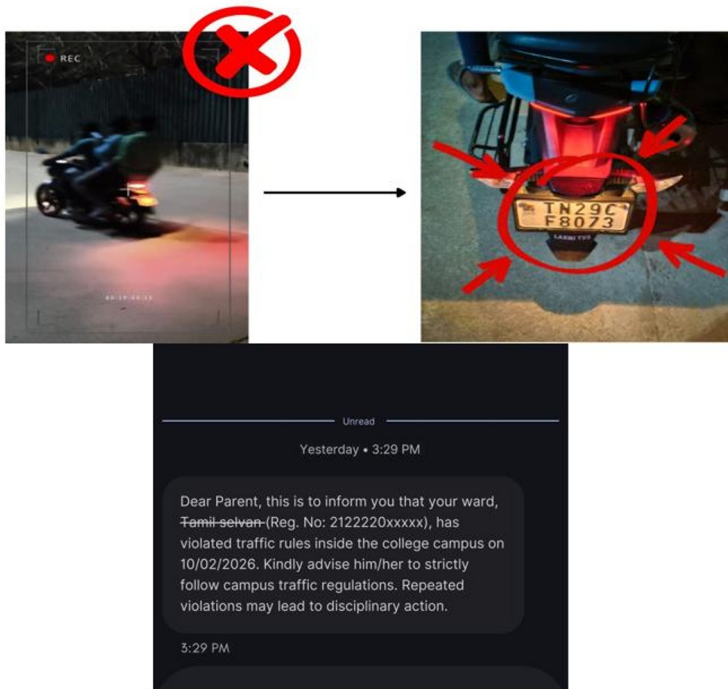 REC
TN29C
F8073
LAXMI TVS
Unread
Yesterday • 3:29 PM
Dear Parent, this is to inform you that your ward,
Tamil selvan (Reg. No: 2122220xxxxx), has
violated traffic rules inside the college campus on
10/02/2026. Kindly advise him/her to strictly
follow campus traffic regulations. Repeated
violations may lead to disciplinary action.
3:29 PM